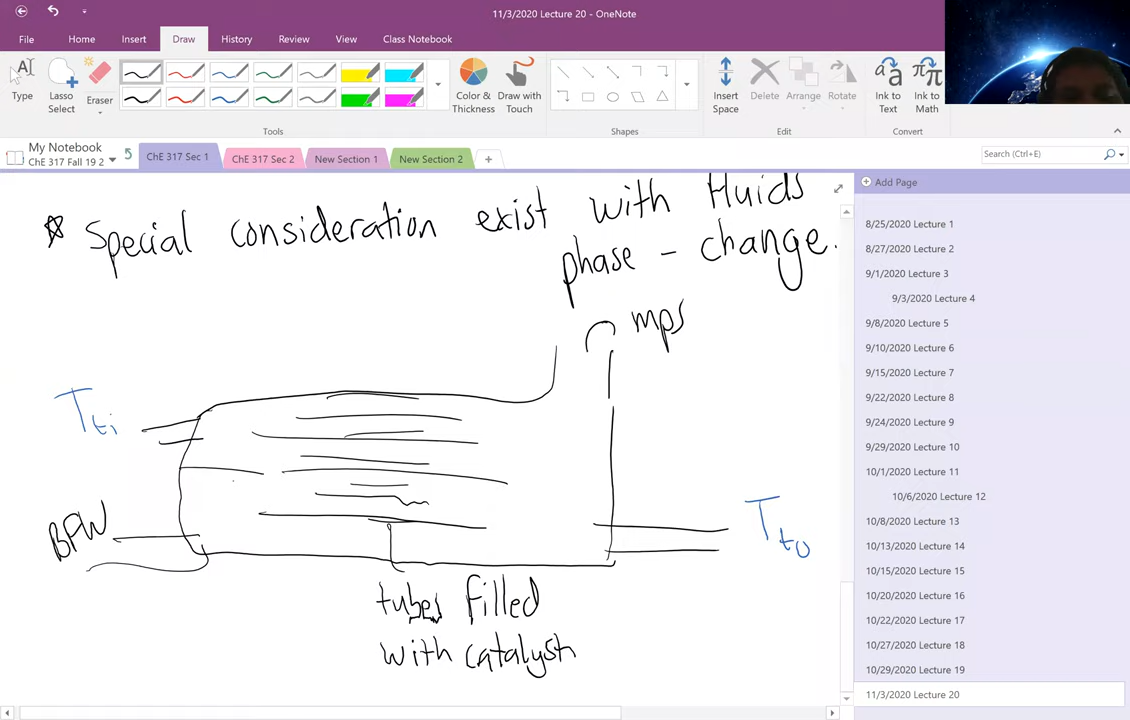 11/3/2020 Lecture 20 - OneNote
File Home Insert Draw History Review View Class Notebook
Type
Lasso Select
Eraser
Color & Thickness
Draw with Touch
Insert Space
Delete
Arrange
Rotate
Ink to Text
Ink to Math
Tools
Shapes
Edit
Convert
My Notebook
ChE 317 Fall 19 2
ChE 317 Sec 1
ChE 317 Sec 2
New Section 1
New Section 2
Search (Ctrl+E)
Special consideration exist with Fluids
phase - change.
mps
Tti
BFW
Tto
tubes filled
with catalyst
Add Page
8/25/2020 Lecture 1
8/27/2020 Lecture 2
9/1/2020 Lecture 3
9/3/2020 Lecture 4
9/8/2020 Lecture 5
9/10/2020 Lecture 6
9/15/2020 Lecture 7
9/22/2020 Lecture 8
9/24/2020 Lecture 9
9/29/2020 Lecture 10
10/1/2020 Lecture 11
10/6/2020 Lecture 12
10/8/2020 Lecture 13
10/13/2020 Lecture 14
10/15/2020 Lecture 15
10/20/2020 Lecture 16
10/22/2020 Lecture 17
10/27/2020 Lecture 18
10/29/2020 Lecture 19
11/3/2020 Lecture 20